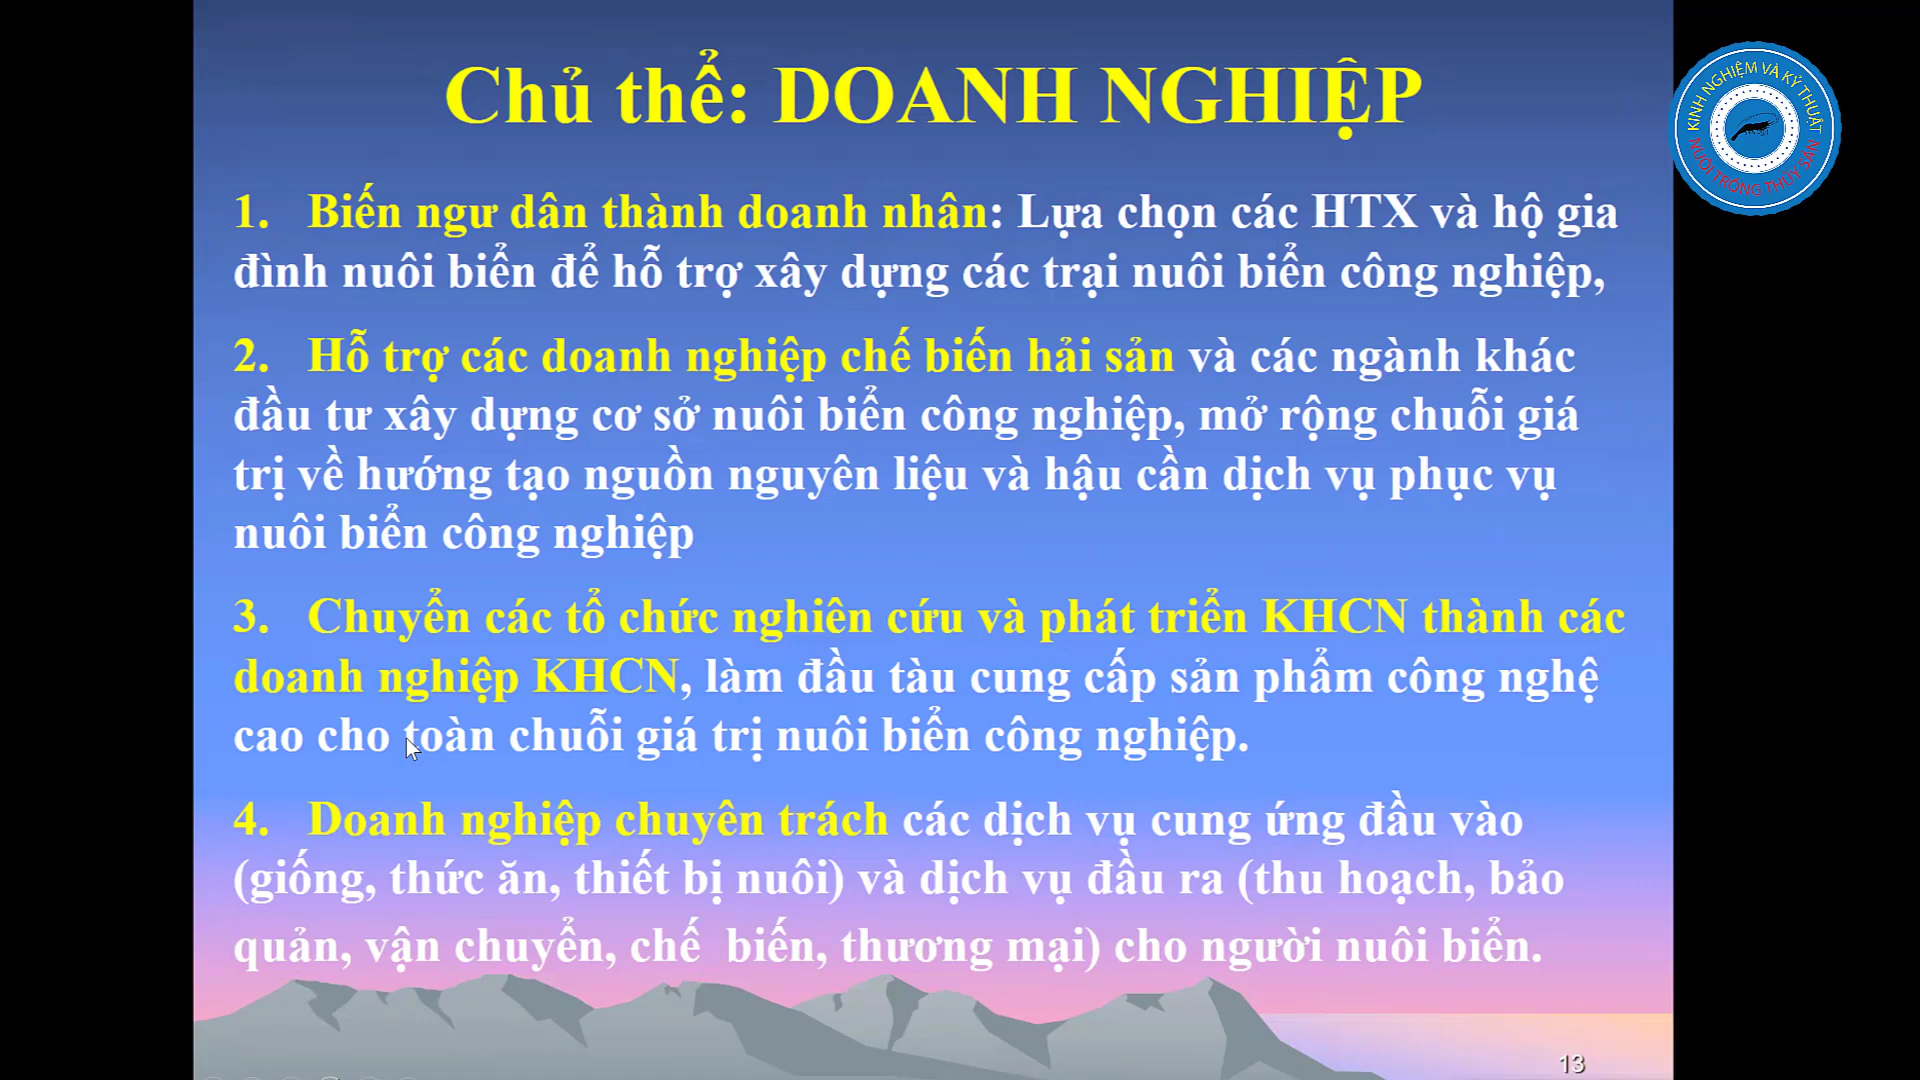 Chủ thể: DOANH NGHIỆP
KINH NGHIỆM VÀ KỸ THUẬT
NUÔI TRỒNG THỦY SẢN
1. Biến ngư dân thành doanh nhân: Lựa chọn các HTX và hộ gia
đình nuôi biển để hỗ trợ xây dựng các trại nuôi biển công nghiệp,
2. Hỗ trợ các doanh nghiệp chế biến hải sản và các ngành khác
đầu tư xây dựng cơ sở nuôi biển công nghiệp, mở rộng chuỗi giá
trị về hướng tạo nguồn nguyên liệu và hậu cần dịch vụ phục vụ
nuôi biển công nghiệp
3. Chuyển các tổ chức nghiên cứu và phát triển KHCN thành các
doanh nghiệp KHCN, làm đầu tàu cung cấp sản phẩm công nghệ
cao cho toàn chuỗi giá trị nuôi biển công nghiệp.
4. Doanh nghiệp chuyên trách các dịch vụ cung ứng đầu vào
(giống, thức ăn, thiết bị nuôi) và dịch vụ đầu ra (thu hoạch, bảo
quản, vận chuyển, chế biến, thương mại) cho người nuôi biển.
13